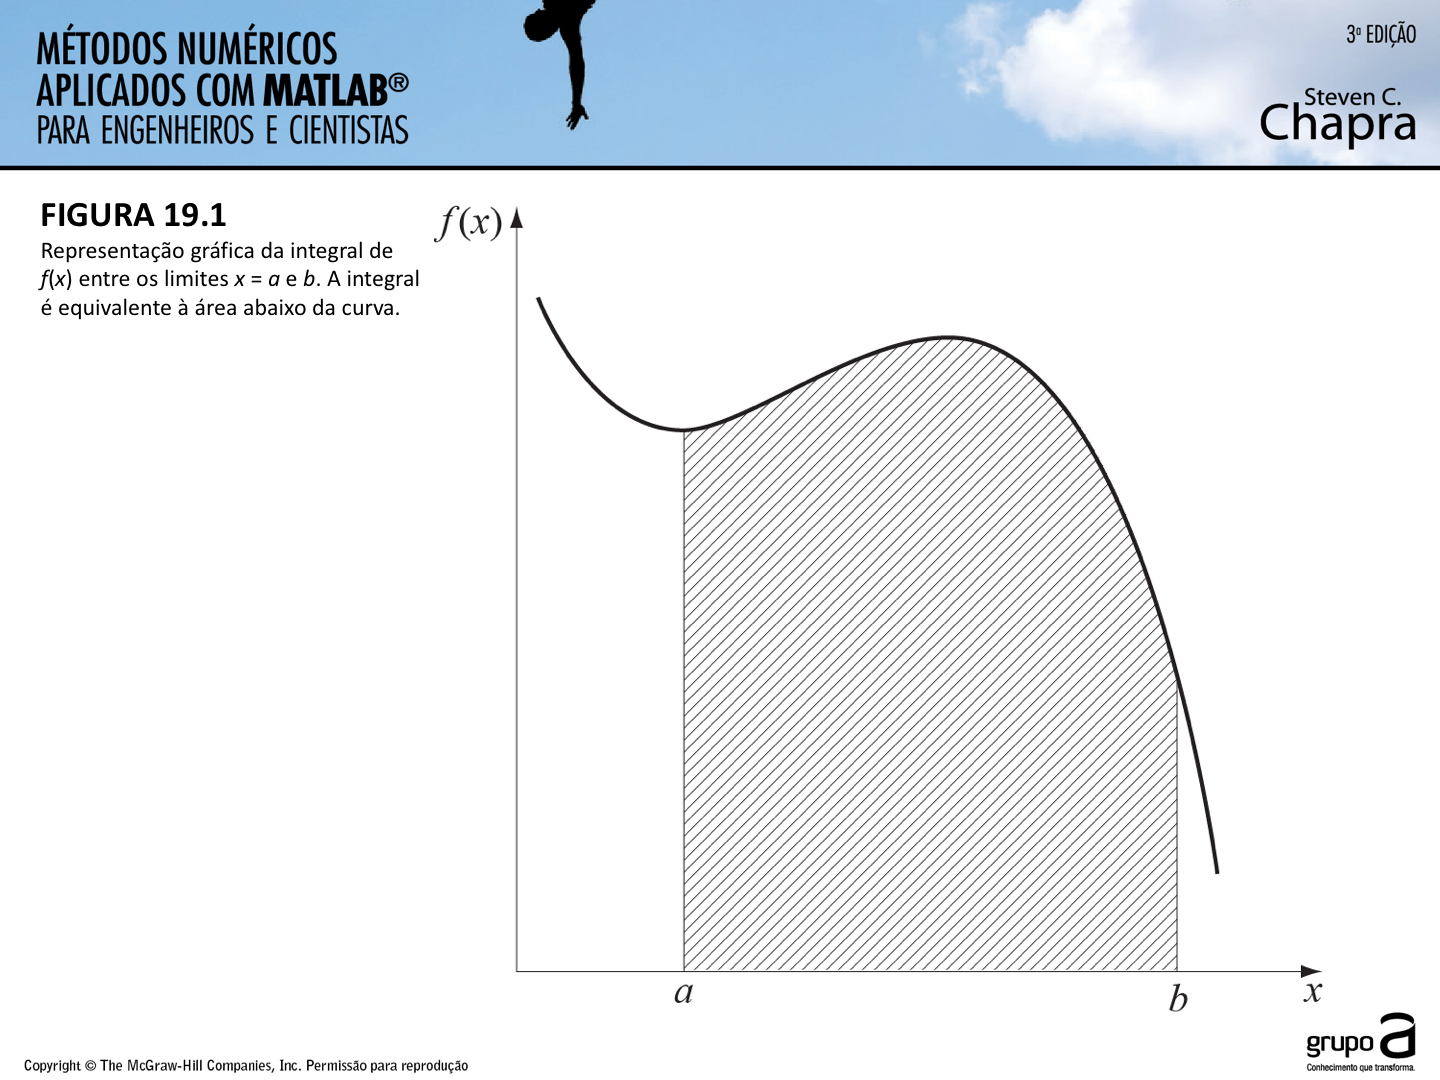 MÉTODOS NUMÉRICOS
APLICADOS COM MATLAB®
PARA ENGENHEIROS E CIENTISTAS
3ª EDIÇÃO
Steven C.
Chapra
FIGURA 19.1
Representação gráfica da integral de
f(x) entre os limites x = a e b. A integral
é equivalente à área abaixo da curva.
f(x)
a
b
x
grupo a
Conhecimento que transforma.
Copyright © The McGraw-Hill Companies, Inc. Permissão para reprodução